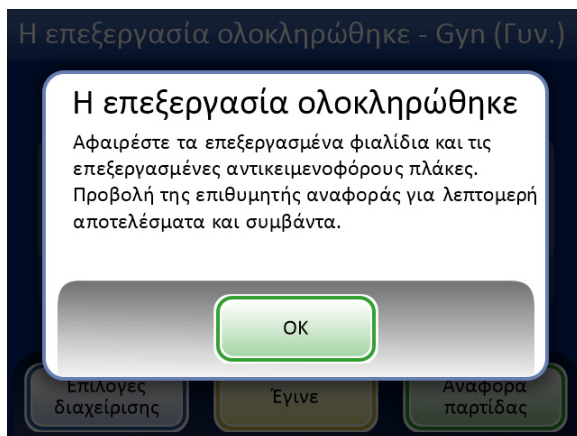 Η επεξεργασία ολοκληρώθηκε - Gyn (Γυν.)
Η επεξεργασία ολοκληρώθηκε
Αφαιρέστε τα επεξεργασμένα φιαλίδια και τις
επεξεργασμένες αντικειμενοφόρους πλάκες.
Προβολή της επιθυμητής αναφοράς για λεπτομερή
αποτελέσματα και συμβάντα.
OK
Επιλογές
διαχείρισης
Έγινε
Αναφορά
παρτίδας